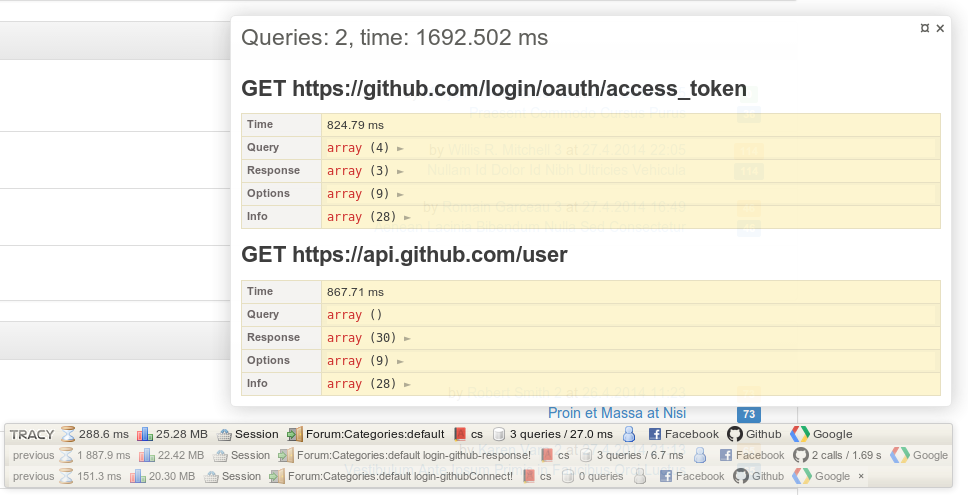 Queries: 2, time: 1692.502 ms
¤ ×
GET https://github.com/login/oauth/access_token
Time 824.79 ms
Query array (4) ►
Response array (3) ►
Options array (9) ►
Info array (28) ►
GET https://api.github.com/user
Time 867.71 ms
Query array ()
Response array (30) ►
Options array (9) ►
Info array (28) ►
Proin et Massa at Nisi 73
TRACY 288.6 ms 25.28 MB Session Forum:Categories:default cs 3 queries / 27.0 ms Facebook Github Google
previous 1 887.9 ms 22.42 MB Session Forum:Categories:default login-github-response! cs 3 queries / 6.7 ms Facebook 2 calls / 1.69 s Google
previous 151.3 ms 20.30 MB Session Forum:Categories:default login-githubConnect! cs 0 queries Facebook Github Google ×